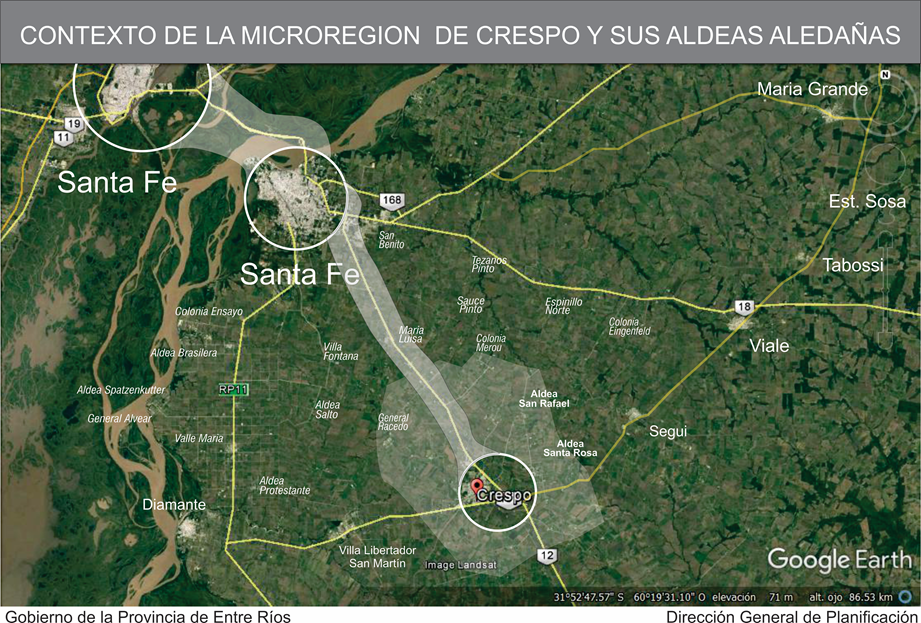 CONTEXTO DE LA MICROREGION DE CRESPO Y SUS ALDEAS ALEDAÑAS
N
Maria Grande
19
11
Santa Fe
168
Est. Sosa
San
Benito
Santa Fe
Tezanos
Pinto
Tabossi
Sauce
Pinto
Espinillo
Norte
18
Colonia Ensayo
Colonia
Eingenfeld
Maria
Luisa
Colonia
Merou
Viale
Aldea Brasilera
Villa
Fontana
Aldea Spatzenkutter
RP11
Aldea
San Rafael
Aldea
Salto
General Alvear
General
Racedo
Segui
Valle Maria
Aldea
Santa Rosa
Aldea
Protestante
Crespo
Diamante
Villa Libertador
San Martin
12
Image Landsat
Google Earth
31°52'47.57" S 60°19'31.10" O elevación 71 m alt. ojo 86.53 km
Gobierno de la Provincia de Entre Ríos
Dirección General de Planificación